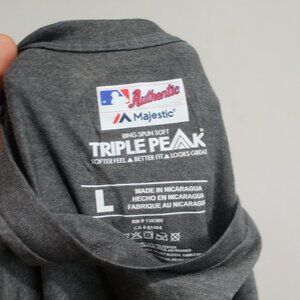 Authentic
Majestic
RING SPUN SOFT
TRIPLE PEAK
SOFTER FEEL ▲ BETTER FIT ▲ LOOKS GREAT
L
MADE IN NICARAGUA
HECHO EN NICARAGUA
FABRIQUE AU NICARAGUA